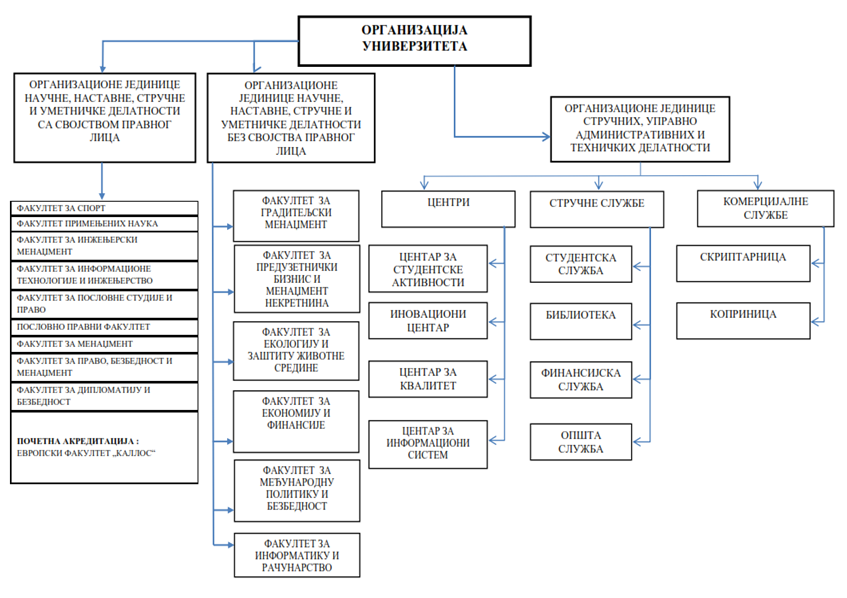 ОРГАНИЗАЦИЈА
УНИВЕРЗИТЕТА
ОРГАНИЗАЦИОНЕ ЈЕДИНИЦЕ
НАУЧНЕ, НАСТАВНЕ, СТРУЧНЕ
И УМЕТНИЧКЕ ДЕЛАТНОСТИ
СА СВОЈСТВОМ ПРАВНОГ
ЛИЦА
ОРГАНИЗАЦИОНЕ
ЈЕДИНИЦЕ НАУЧНЕ,
НАСТАВНЕ, СТРУЧНЕ И
УМЕТНИЧКЕ ДЕЛАТНОСТИ
БЕЗ СВОЈСТВА ПРАВНОГ
ЛИЦА
ОРГАНИЗАЦИОНЕ ЈЕДИНИЦЕ
СТРУЧНИХ, УПРАВНО
АДМИНИСТРАТИВНИХ И
ТЕХНИЧКИХ ДЕЛАТНОСТИ
ФАКУЛТЕТ ЗА СПОРТ
ФАКУЛТЕТ ПРИМЕЊЕНИХ НАУКА
ФАКУЛТЕТ ЗА ИНЖЕЊЕРСКИ
МЕНАЏМЕНТ
ФАКУЛТЕТ ЗА ИНФОРМАЦИОНЕ
ТЕХНОЛОГИЈЕ И ИНЖЕЊЕРСТВО
ФАКУЛТЕТ ЗА ПОСЛОВНЕ СТУДИЈЕ И
ПРАВО
ПОСЛОВНО ПРАВНИ ФАКУЛТЕТ
ФАКУЛТЕТ ЗА МЕНАЏМЕНТ
ФАКУЛТЕТ ЗА ПРАВО, БЕЗБЕДНОСТ И
МЕНАЏМЕНТ
ФАКУЛТЕТ ЗА ДИПЛОМАТИЈУ И
БЕЗБЕДНОСТ
ПОЧЕТНА АКРЕДИТАЦИЈА :
ЕВРОПСКИ ФАКУЛТЕТ „КАЛЛОС“
ФАКУЛТЕТ ЗА
ГРАДИТЕЉСКИ
МЕНАЏМЕНТ
ФАКУЛТЕТ ЗА
ПРЕДУЗЕТНИЧКИ
БИЗНИС И
МЕНАЏМЕНТ
НЕКРЕТНИНА
ФАКУЛТЕТ ЗА
ЕКОЛОГИЈУ И
ЗАШТИТУ ЖИВОТНЕ
СРЕДИНЕ
ФАКУЛТЕТ ЗА
ЕКОНОМИЈУ И
ФИНАНСИЈЕ
ФАКУЛТЕТ ЗА
МЕЂУНАРОДНУ
ПОЛИТИКУ И
БЕЗБЕДНОСТ
ФАКУЛТЕТ ЗА
ИНФОРМАТИКУ И
РАЧУНАРСТВО
ЦЕНТРИ
ЦЕНТАР ЗА
СТУДЕНТСКЕ
АКТИВНОСТИ
ИНОВАЦИОНИ
ЦЕНТАР
ЦЕНТАР ЗА
КВАЛИТЕТ
ЦЕНТАР ЗА
ИНФОРМАЦИОНИ
СИСТЕМ
СТРУЧНЕ СЛУЖБЕ
СТУДЕНТСКА
СЛУЖБА
БИБЛИОТЕКА
ФИНАНСИЈСКА
СЛУЖБА
ОПШТА
СЛУЖБА
КОМЕРЦИЈАЛНЕ
СЛУЖБЕ
СКРИПТАРНИЦА
КОПРИНИЦА